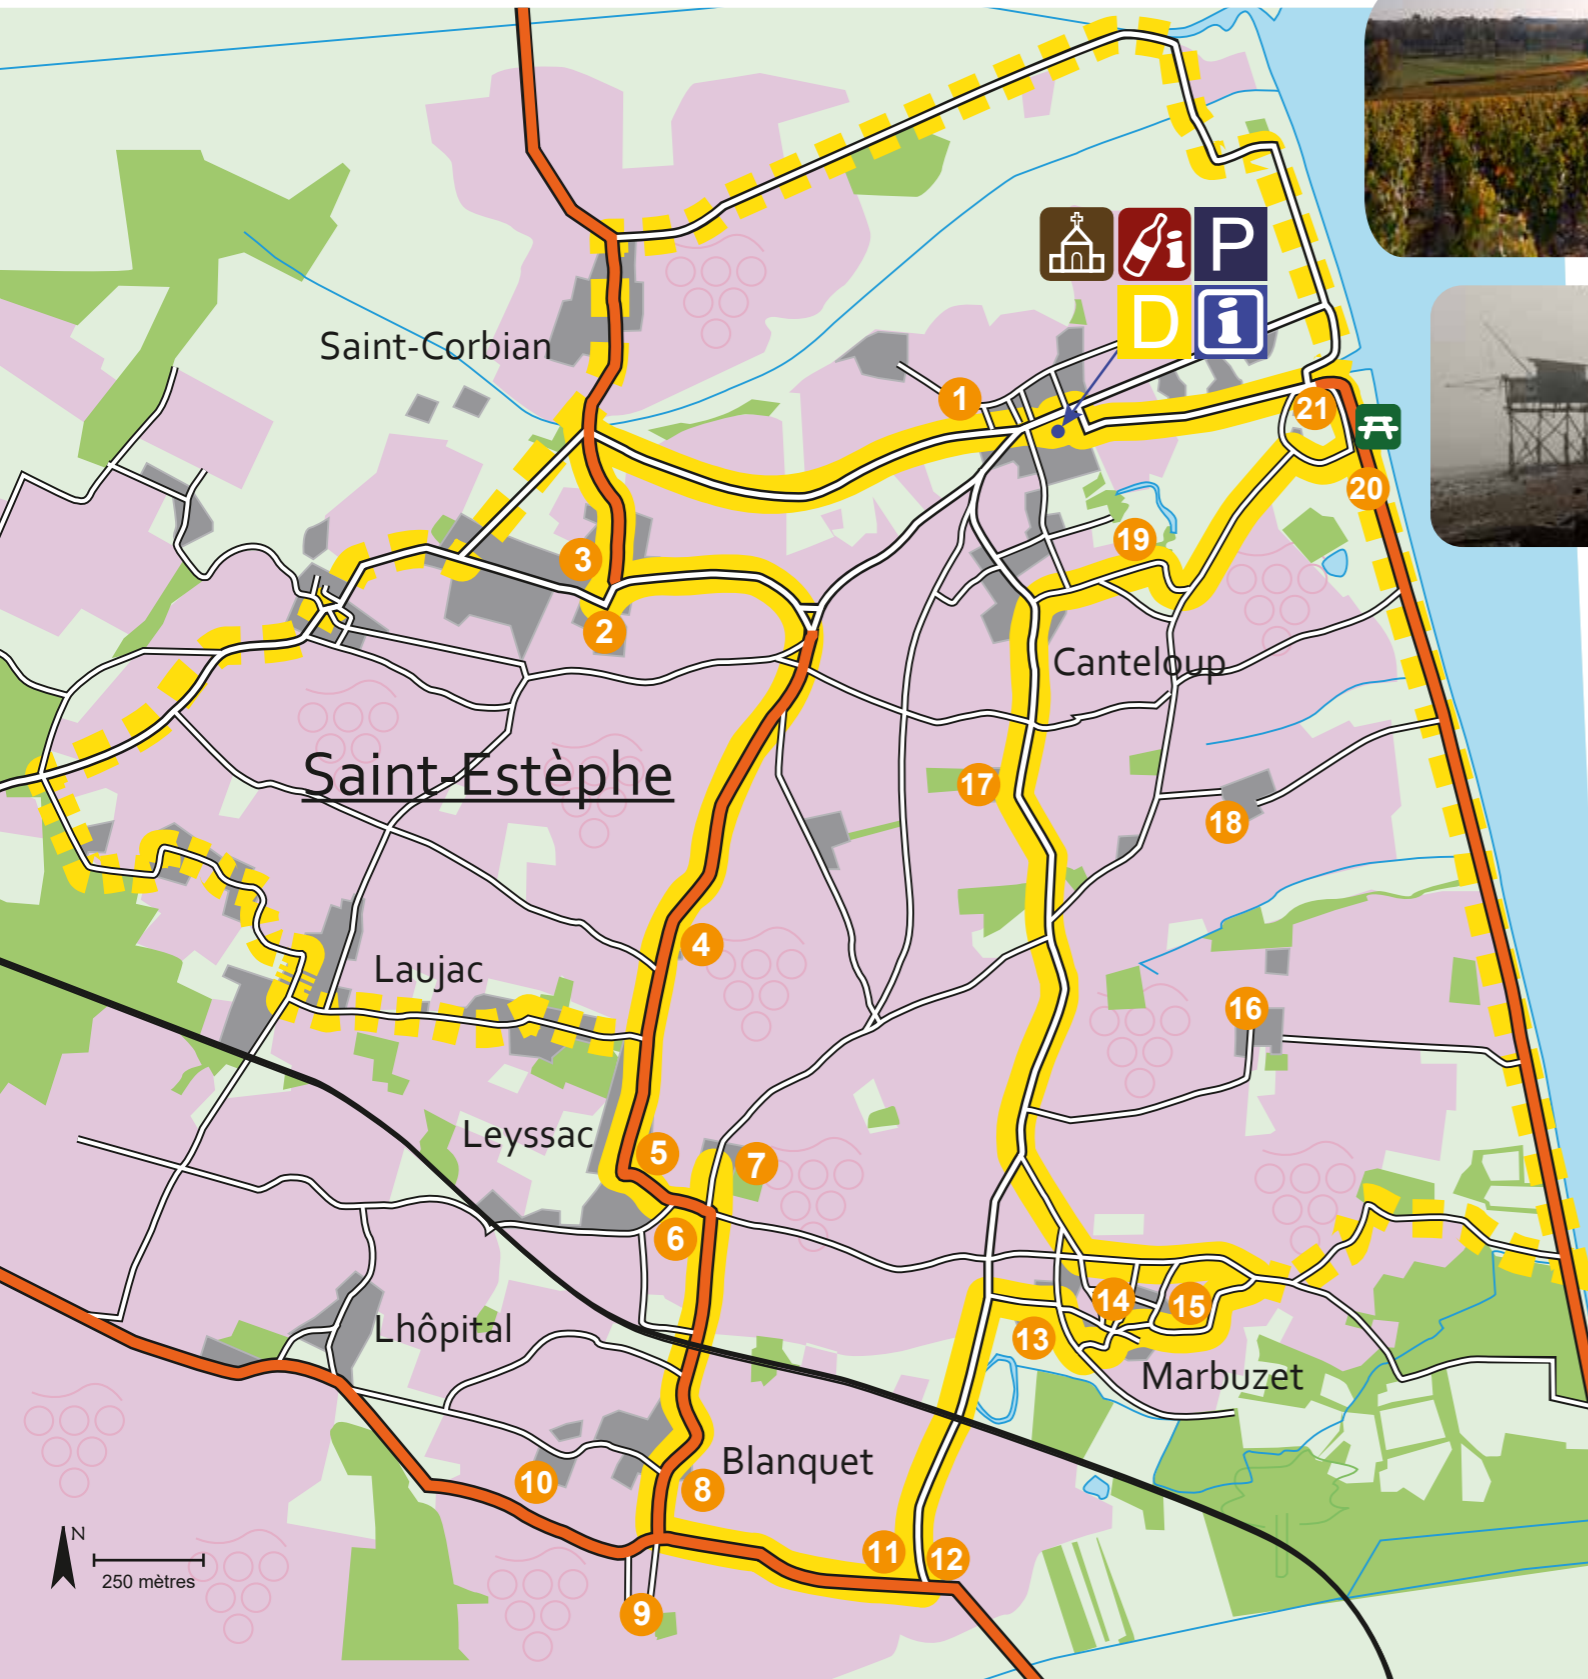 P
D i
Saint-Corbian
1
21
20
3
19
2
Canteloup
Saint-Estèphe
17
18
4
Laujac
16
Leyssac
5
7
6
14
15
Lhôpital
13
Marbuzet
Blanquet
10
8
N
250 mètres
11
12
9